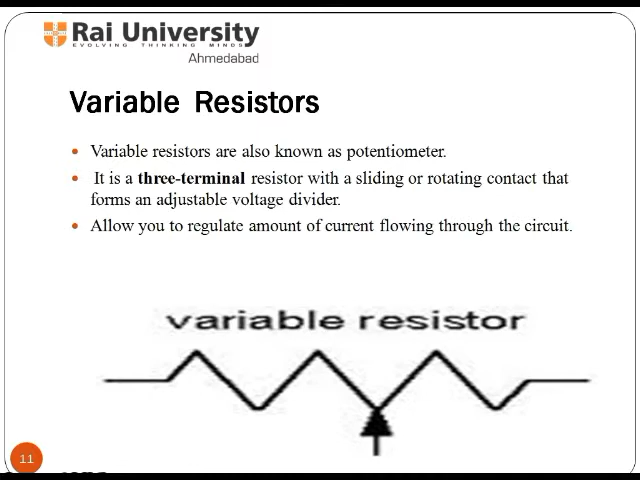 Rai University
EVOLVING THINKING MINDS
Ahmedabad
Variable Resistors
• Variable resistors are also known as potentiometer.
• It is a three-terminal resistor with a sliding or rotating contact that
forms an adjustable voltage divider.
• Allow you to regulate amount of current flowing through the circuit.
variable resistor
11